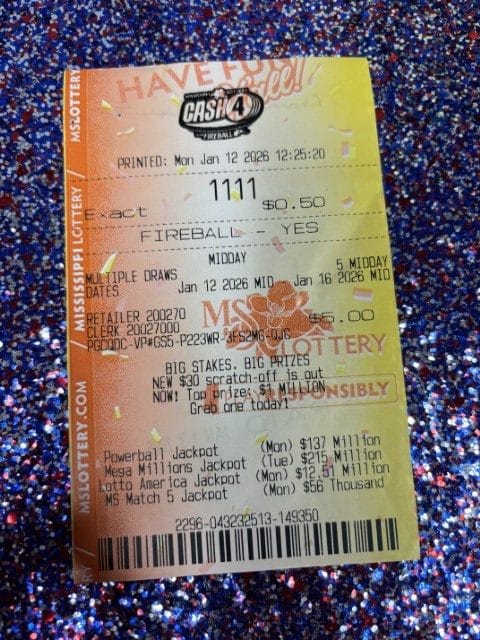 HAVE FUN
CASH 4
FIREBALL
PRINTED: Mon Jan 12 2026 12:25:20
1111
Exact $0.50
FIREBALL - YES
MIDDAY
MULTIPLE DRAWS 5 MIDDAY
DATES Jan 12 2026 MID Jan 16 2026 MID
RETAILER 200270 $5.00
CLERK 20027000
MS
LOTTERY
BIG STAKES. BIG PRIZES
NEW $30 scratch-off is out
NOW! Top prize: $1 MILLION
Grab one today!
RESPONSIBLY
Powerball Jackpot (Mon) $137 Million
Mega Millions Jackpot (Tue) $215 Million
Lotto America Jackpot (Mon) $12.51 Million
MS Match 5 Jackpot (Mon) $56 Thousand
2296-043232513-149350
MSLOTTERY.COM / MISSISSIPPI LOTTERY / MSLOTTERY